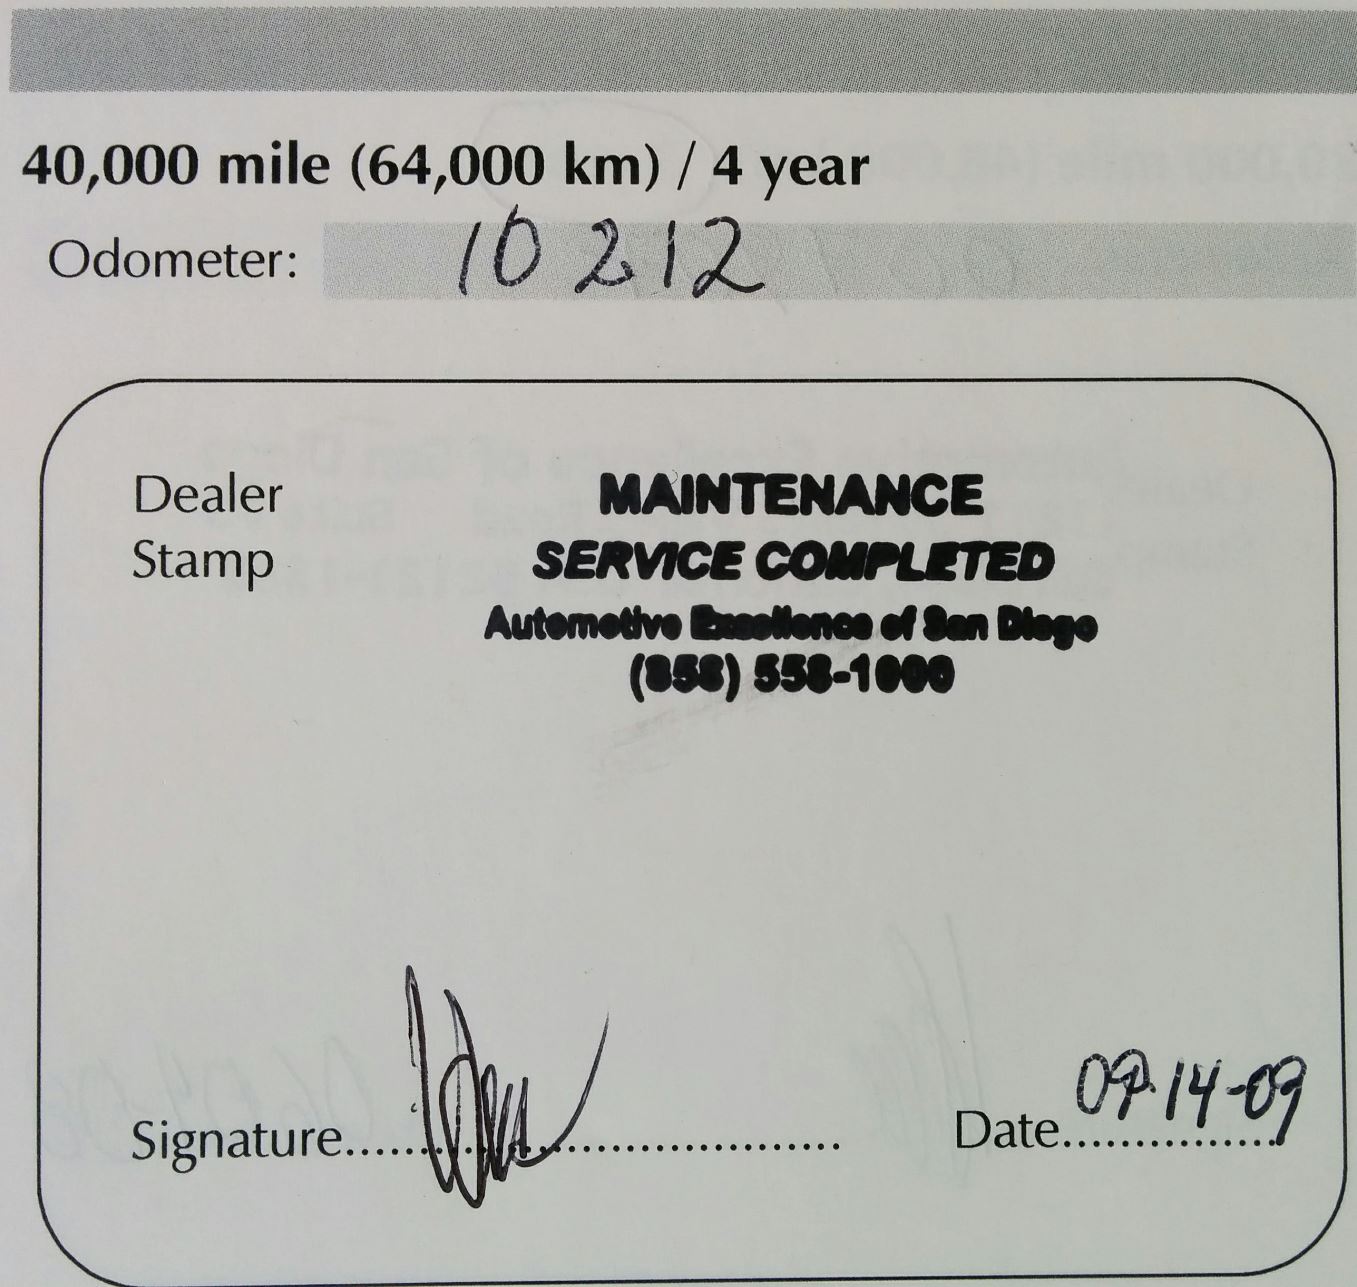 40,000 mile (64,000 km) / 4 year
Odometer: 10212
Dealer
Stamp
MAINTENANCE
SERVICE COMPLETED
Automotive Excellence of San Diego
(858) 558-1000
Signature
Date 09-14-09